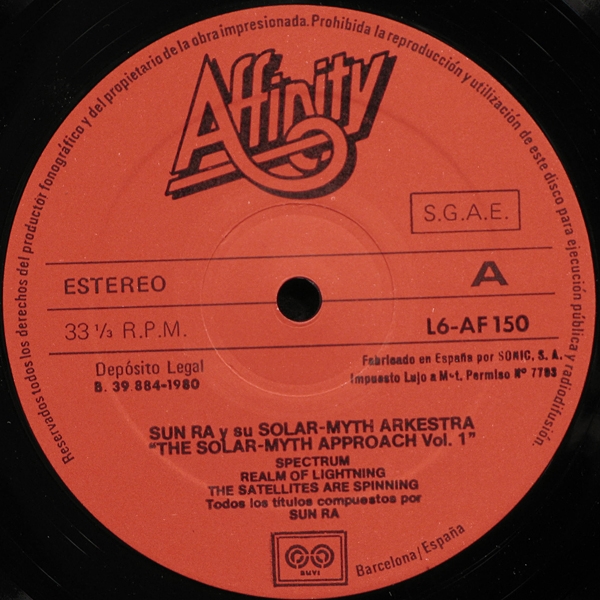 Reservados todos los derechos del productor fonográfico y del propietario de la obra impresionada. Prohibida la reproducción y utilización de este disco para ejecución pública y radiodifusión.
Affinity
S.G.A.E.
ESTEREO
A
33 1/3 R.P.M.
L6-AF 150
Depósito Legal
B. 39.884-1980
Fabricado en España por SONIC, S. A.
Impuesto Lujo a Met. Permiso Nº 7793
SUN RA y su SOLAR-MYTH ARKESTRA
"THE SOLAR-MYTH APPROACH Vol. 1"
SPECTRUM
REALM OF LIGHTNING
THE SATELLITES ARE SPINNING
Todos los títulos compuestos por
SUN RA
SUVI
Barcelona/España